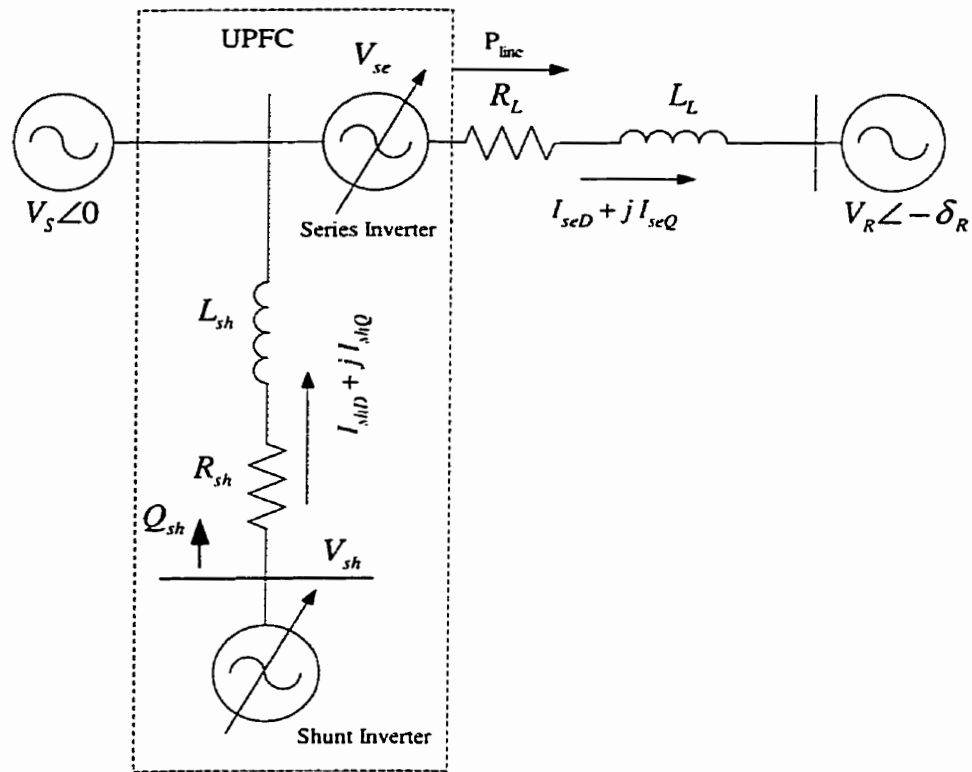 UPFC
V_se
P_line
R_L
L_L
V_S∠0
Series Inverter
I_seD + j I_seQ
V_R∠−δ_R
L_sh
I_shD + j I_shQ
R_sh
Q_sh
V_sh
Shunt Inverter